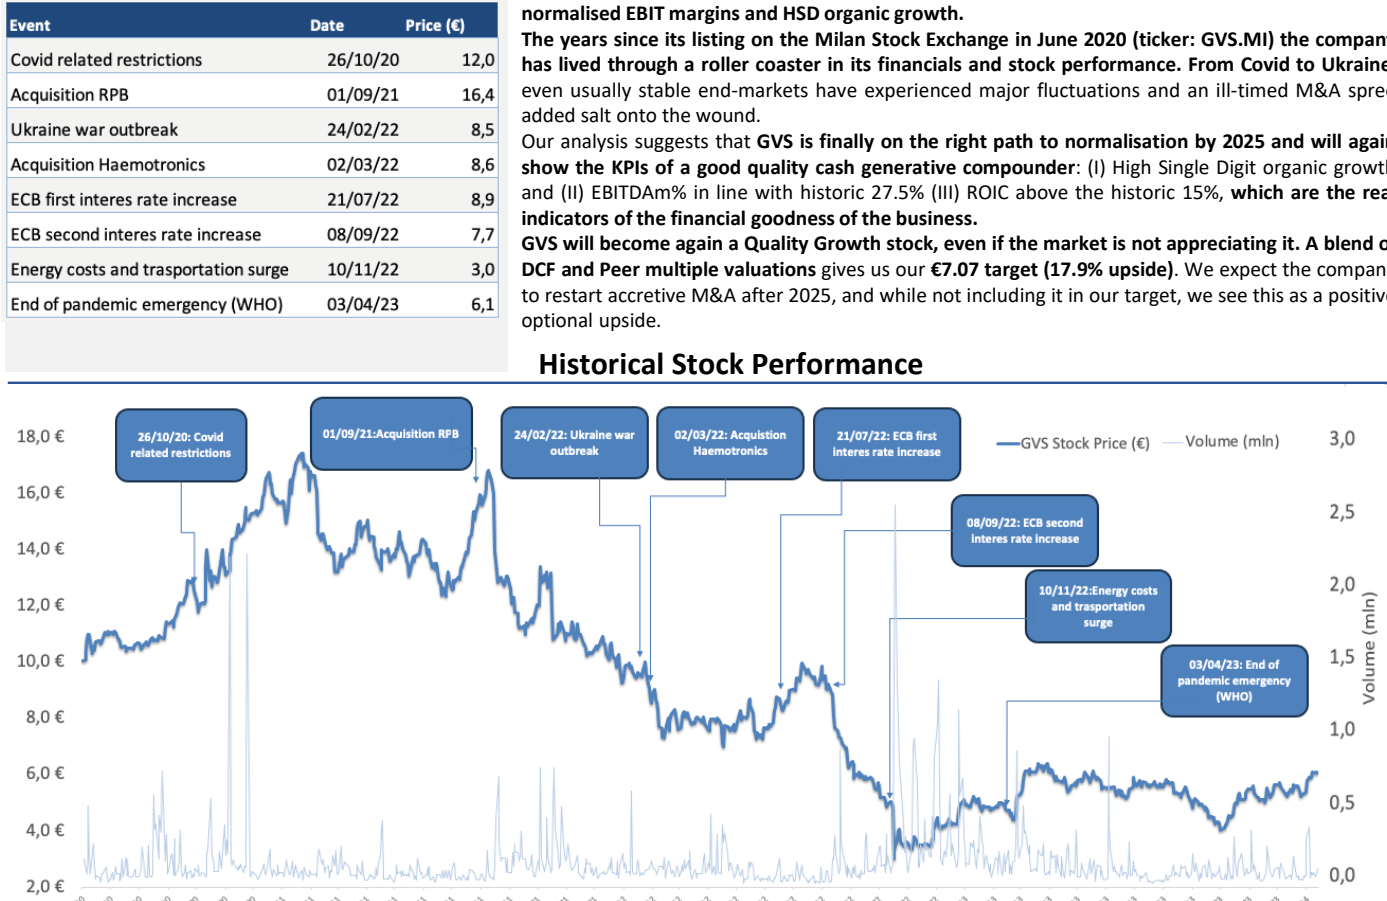 Event Date Price (€)
Covid related restrictions 26/10/20 12,0
Acquisition RPB 01/09/21 16,4
Ukraine war outbreak 24/02/22 8,5
Acquisition Haemotronics 02/03/22 8,6
ECB first interes rate increase 21/07/22 8,9
ECB second interes rate increase 08/09/22 7,7
Energy costs and trasportation surge 10/11/22 3,0
End of pandemic emergency (WHO) 03/04/23 6,1
normalised EBIT margins and HSD organic growth.
The years since its listing on the Milan Stock Exchange in June 2020 (ticker: GVS.MI) the compan
has lived through a roller coaster in its financials and stock performance. From Covid to Ukraine
even usually stable end-markets have experienced major fluctuations and an ill-timed M&A spre
added salt onto the wound.
Our analysis suggests that GVS is finally on the right path to normalisation by 2025 and will again
show the KPIs of a good quality cash generative compounder: (I) High Single Digit organic growth
and (II) EBITDAm% in line with historic 27.5% (III) ROIC above the historic 15%, which are the rea
indicators of the financial goodness of the business.
GVS will become again a Quality Growth stock, even if the market is not appreciating it. A blend o
DCF and Peer multiple valuations gives us our €7.07 target (17.9% upside). We expect the compan
to restart accretive M&A after 2025, and while not including it in our target, we see this as a positive
optional upside.
Historical Stock Performance
18,0 €
16,0 €
14,0 €
12,0 €
10,0 €
8,0 €
6,0 €
4,0 €
2,0 €
26/10/20: Covid
related restrictions
01/09/21:Acquisition RPB
24/02/22: Ukraine war
outbreak
02/03/22: Acquistion
Haemotronics
21/07/22: ECB first
interes rate increase
08/09/22: ECB second
interes rate increase
10/11/22:Energy costs
and trasportation
surge
03/04/23: End of
pandemic emergency
(WHO)
GVS Stock Price (€) Volume (mln)
3,0
2,5
2,0
1,5
1,0
0,5
0,0
Volume (mln)